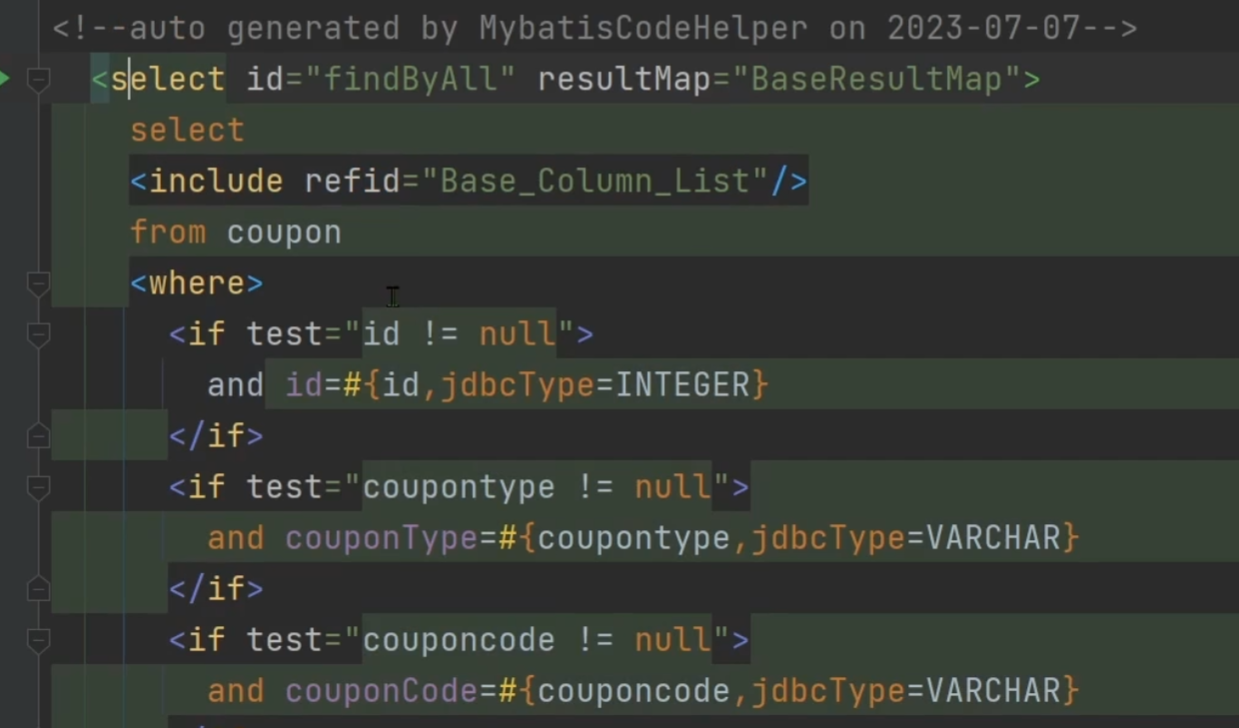 <!--auto generated by MybatisCodeHelper on 2023-07-07-->
<select id="findByAll" resultMap="BaseResultMap">
select
<include refid="Base_Column_List"/>
from coupon
<where>
<if test="id != null">
and id=#{id,jdbcType=INTEGER}
</if>
<if test="coupontype != null">
and couponType=#{coupontype,jdbcType=VARCHAR}
</if>
<if test="couponcode != null">
and couponCode=#{couponcode,jdbcType=VARCHAR}